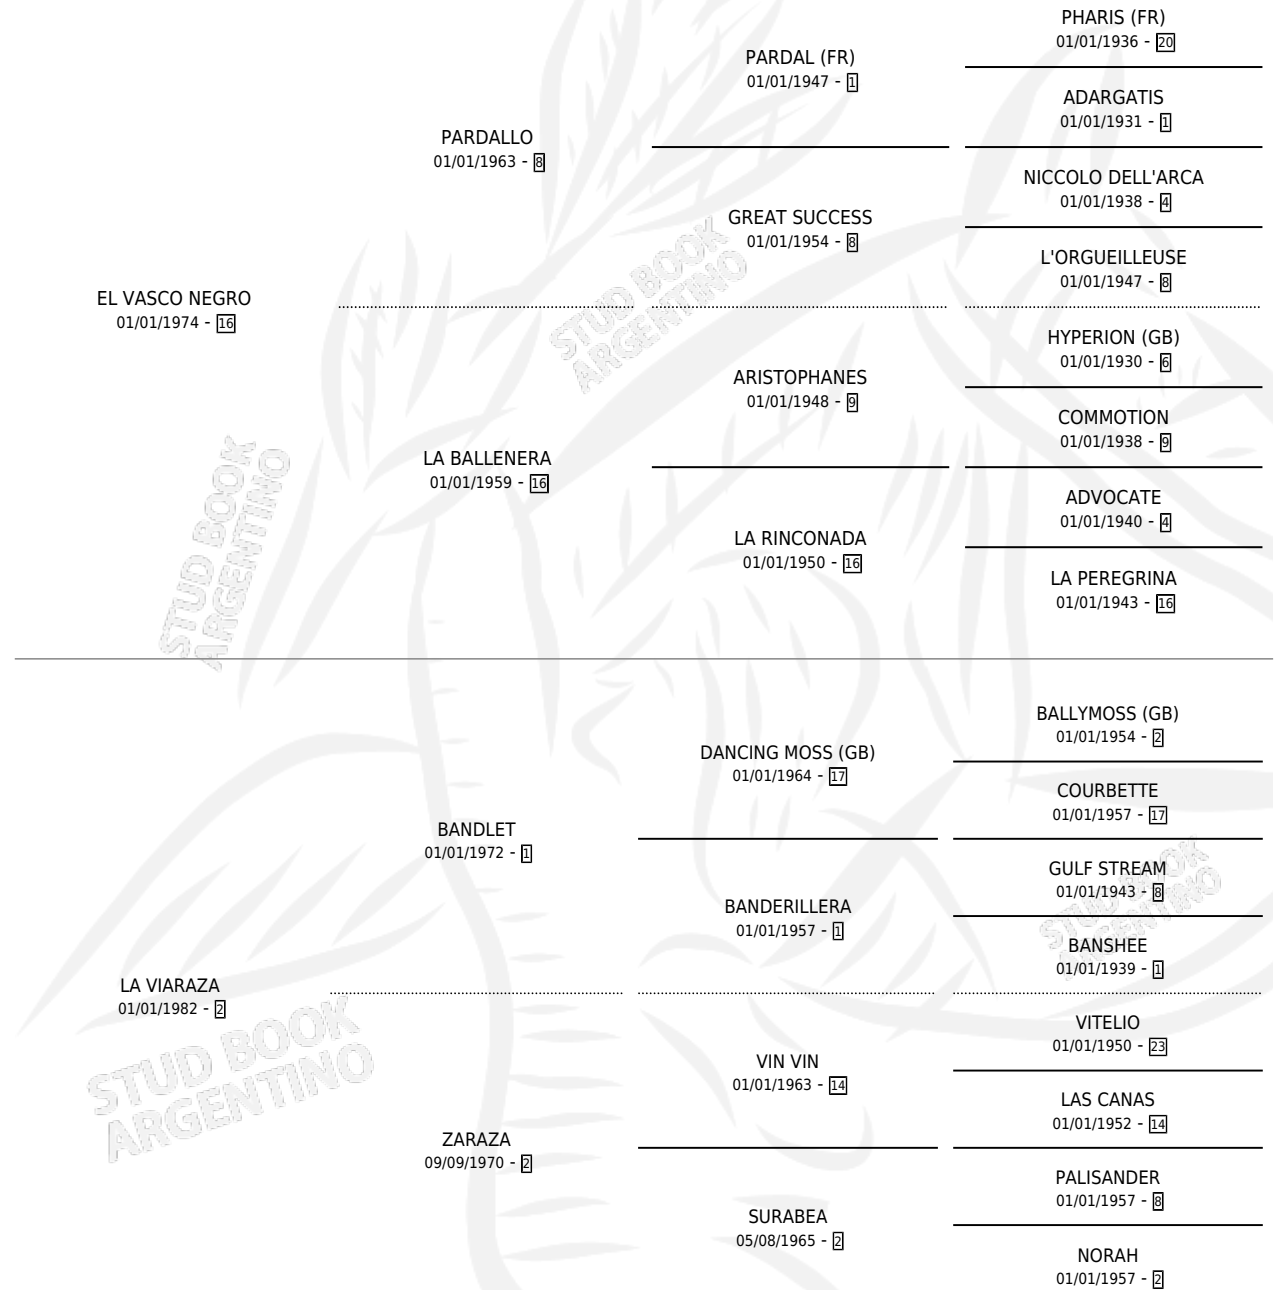 PHARIS (FR)
01/01/1936 - 20
PARDAL (FR)
01/01/1947 - 1
ADARGATIS
01/01/1931 - 1
PARDALLO
01/01/1963 - 8
NICCOLO DELL'ARCA
01/01/1938 - 4
GREAT SUCCESS
01/01/1954 - 8
L'ORGUEILLEUSE
01/01/1947 - 8
EL VASCO NEGRO
01/01/1974 - 16
HYPERION (GB)
01/01/1930 - 6
ARISTOPHANES
01/01/1948 - 9
COMMOTION
01/01/1938 - 9
LA BALLENERA
01/01/1959 - 16
ADVOCATE
01/01/1940 - 4
LA RINCONADA
01/01/1950 - 16
LA PEREGRINA
01/01/1943 - 16
STUD BOOK
ARGENTINO
STUD BOOK
ARGENTINO
BALLYMOSS (GB)
01/01/1954 - 2
DANCING MOSS (GB)
01/01/1964 - 17
COURBETTE
01/01/1957 - 17
BANDLET
01/01/1972 - 1
GULF STREAM
01/01/1943 - 8
BANDERILLERA
01/01/1957 - 1
BANSHEE
01/01/1939 - 1
LA VIARAZA
01/01/1982 - 2
VITELIO
01/01/1950 - 23
VIN VIN
01/01/1963 - 14
LAS CANAS
01/01/1952 - 14
ZARAZA
09/09/1970 - 2
PALISANDER
01/01/1957 - 8
SURABEA
05/08/1965 - 2
NORAH
01/01/1957 - 2
STUD BOOK
ARGENTINO
STUD BOOK
ARGENTINO